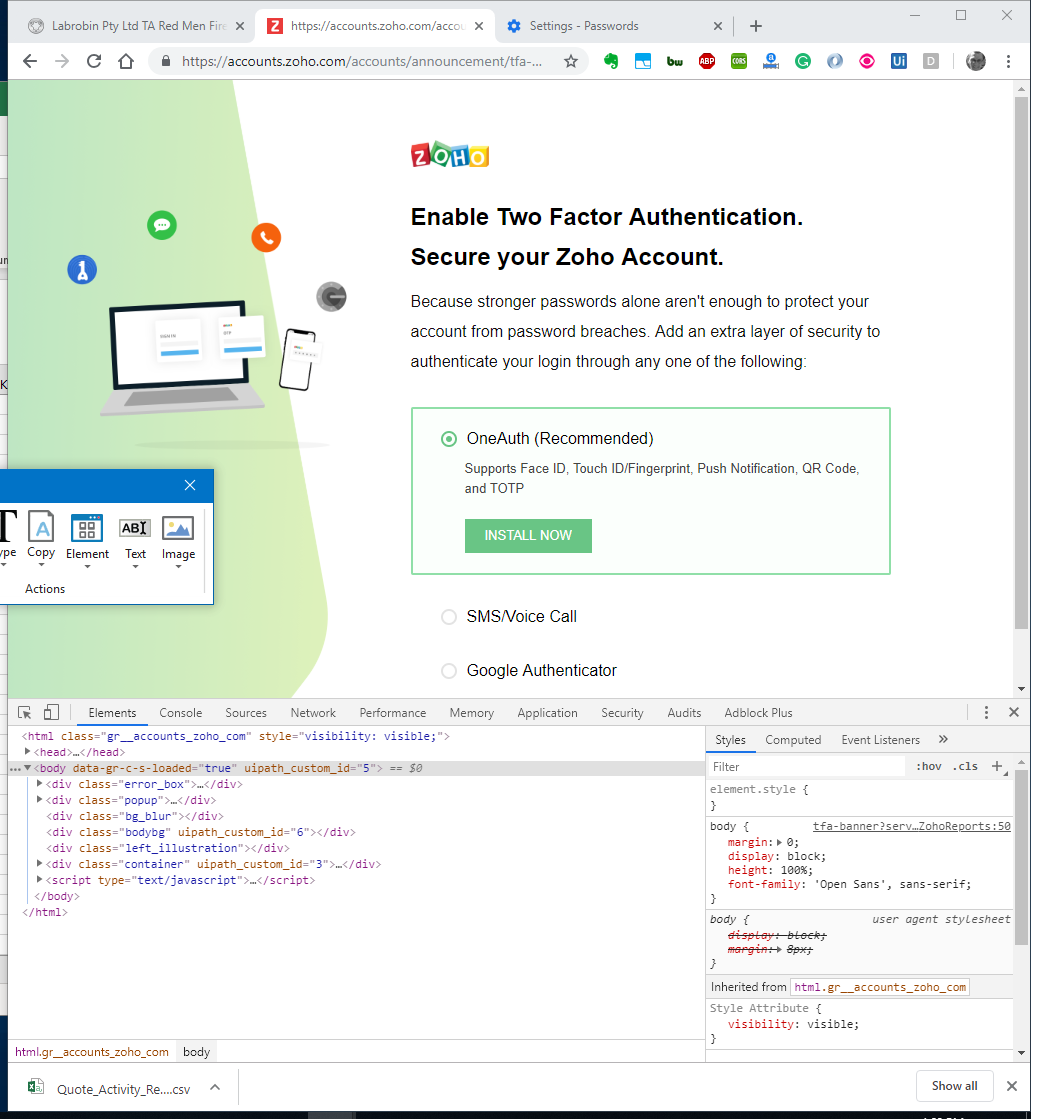 Labrobin Pty Ltd TA Red Men Fire
https://accounts.zoho.com/accou
Settings - Passwords
https://accounts.zoho.com/accounts/announcement/tfa-...
bw
ABP
CORS
Ui
D
ZOHO
Enable Two Factor Authentication.
Secure your Zoho Account.
Because stronger passwords alone aren't enough to protect your
account from password breaches. Add an extra layer of security to
authenticate your login through any one of the following:
SIGN IN
OTP
OneAuth (Recommended)
Supports Face ID, Touch ID/Fingerprint, Push Notification, QR Code,
and TOTP
INSTALL NOW
SMS/Voice Call
Google Authenticator
ype
Copy
Element
Text
Image
Actions
Elements Console Sources Network Performance Memory Application Security Audits Adblock Plus
<html class="gr__accounts_zoho_com" style="visibility: visible;">
<head>…</head>
<body data-gr-c-s-loaded="true" uipath_custom_id="5"> == $0
<div class="error_box">…</div>
<div class="popup">…</div>
<div class="bg_blur"></div>
<div class="bodybg" uipath_custom_id="6"></div>
<div class="left_illustration"></div>
<div class="container" uipath_custom_id="3">…</div>
<script type="text/javascript">…</script>
</body>
</html>
html.gr__accounts_zoho_com body
Styles Computed Event Listeners »
Filter :hov .cls +
element.style {
}
body { tfa-banner?serv…ZohoReports:50
margin: 0;
display: block;
height: 100%;
font-family: 'Open Sans', sans-serif;
}
body { user agent stylesheet
display: block;
margin: 8px;
}
Inherited from html.gr__accounts_zoho_com
Style Attribute {
visibility: visible;
}
Quote_Activity_Re....csv
Show all